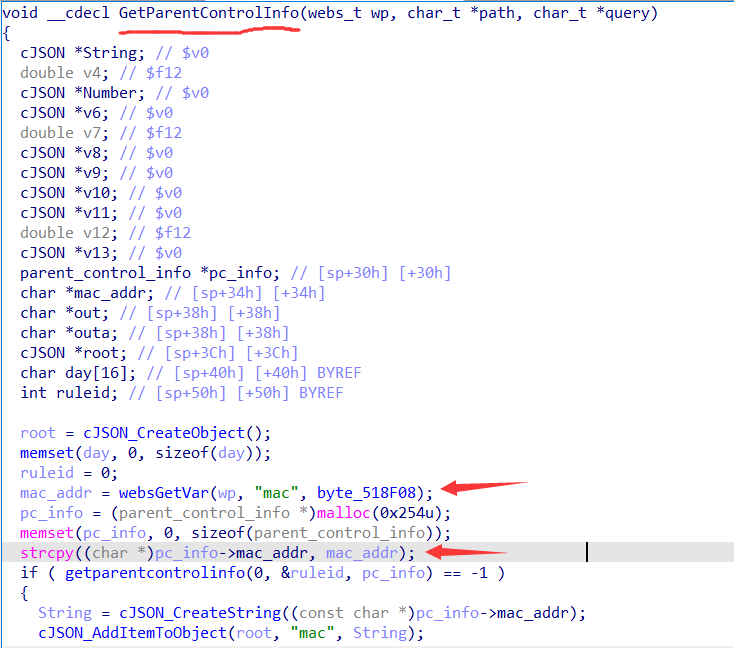 void __cdecl GetParentControlInfo(webs_t wp, char_t *path, char_t *query)
{
  cJSON *String; // $v0
  double v4; // $f12
  cJSON *Number; // $v0
  cJSON *v6; // $v0
  double v7; // $f12
  cJSON *v8; // $v0
  cJSON *v9; // $v0
  cJSON *v10; // $v0
  cJSON *v11; // $v0
  double v12; // $f12
  cJSON *v13; // $v0
  parent_control_info *pc_info; // [sp+30h] [+30h]
  char *mac_addr; // [sp+34h] [+34h]
  char *out; // [sp+38h] [+38h]
  char *outa; // [sp+38h] [+38h]
  cJSON *root; // [sp+3Ch] [+3Ch]
  char day[16]; // [sp+40h] [+40h] BYREF
  int ruleid; // [sp+50h] [+50h] BYREF

  root = cJSON_CreateObject();
  memset(day, 0, sizeof(day));
  ruleid = 0;
  mac_addr = websGetVar(wp, "mac", byte_518F08);
  pc_info = (parent_control_info *)malloc(0x254u);
  memset(pc_info, 0, sizeof(parent_control_info));
  strcpy((char *)pc_info->mac_addr, mac_addr);
  if ( getparentcontrolinfo(0, &ruleid, pc_info) == -1 )
  {
    String = cJSON_CreateString((const char *)pc_info->mac_addr);
    cJSON_AddItemToObject(root, "mac", String);